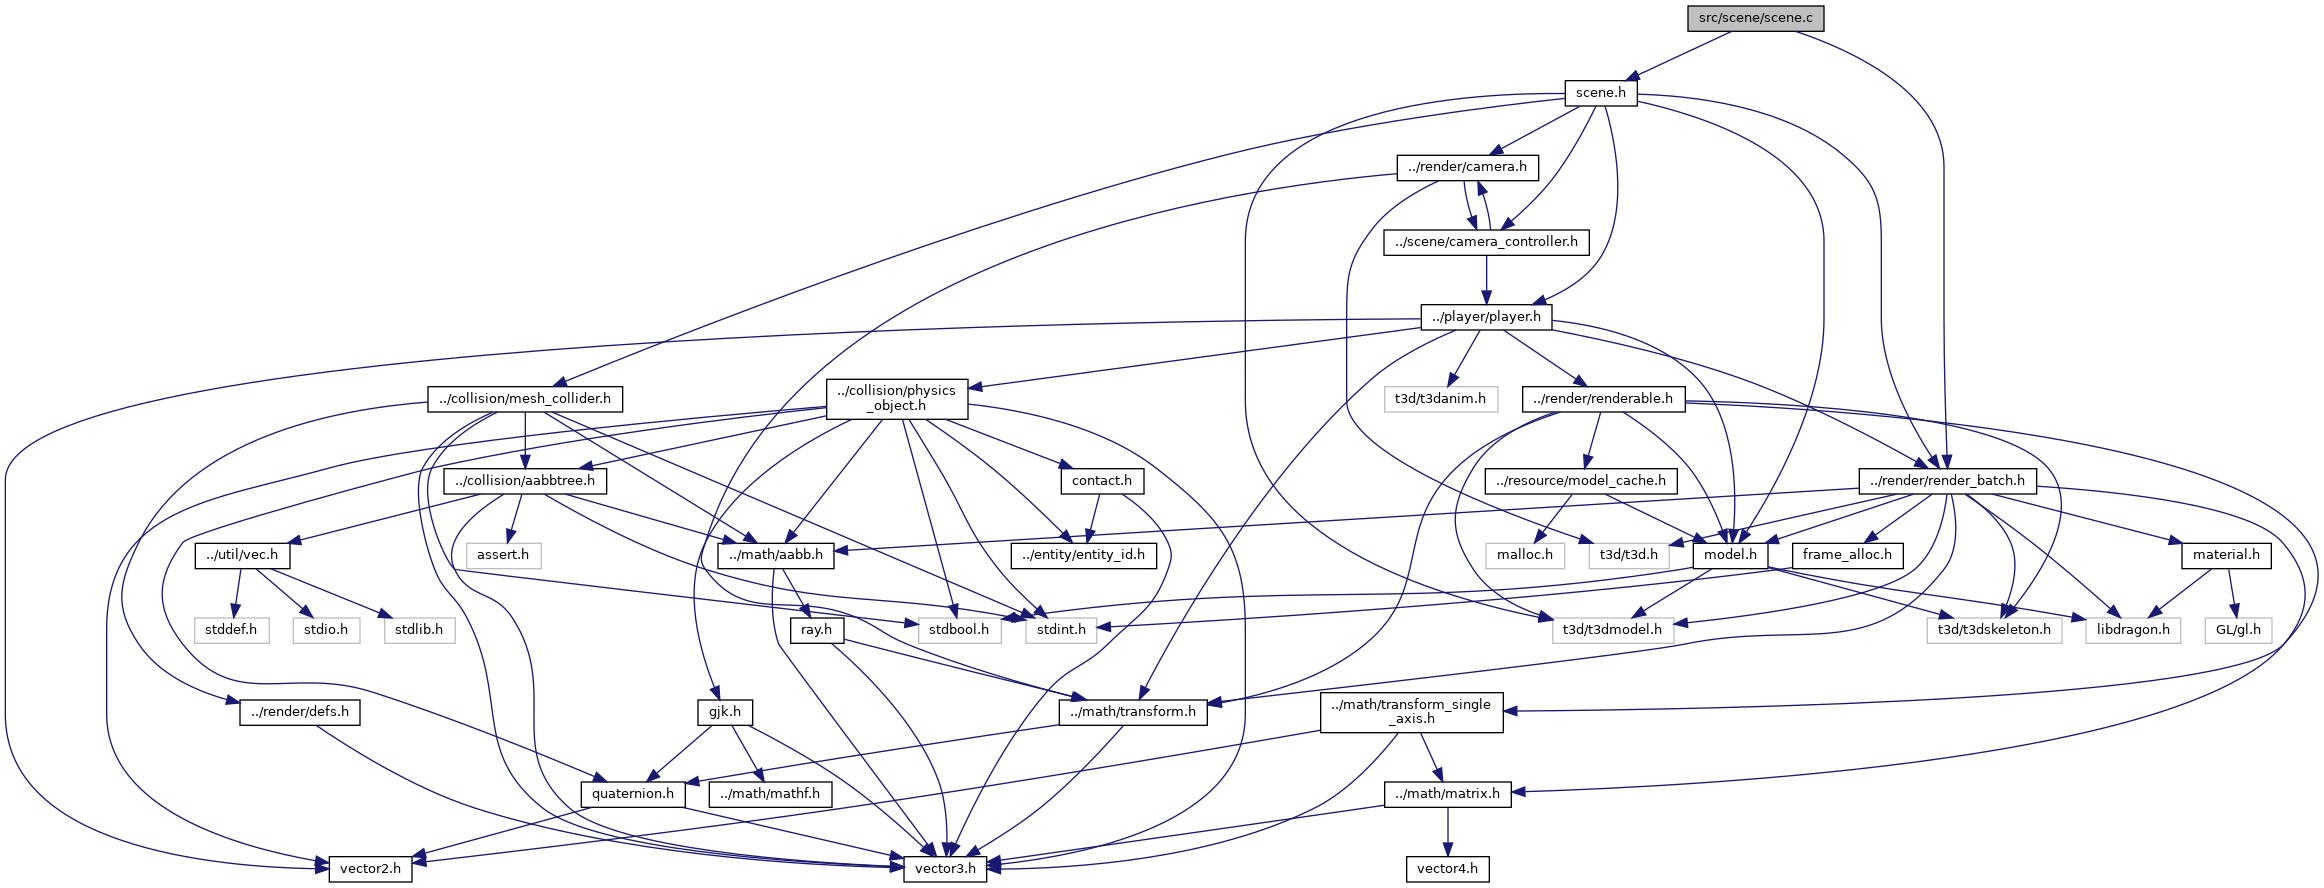 src/scene/scene.c
scene.h
../render/camera.h
../scene/camera_controller.h
../player/player.h
../collision/mesh_collider.h
../collision/physics
_object.h
t3d/t3danim.h
../render/renderable.h
../collision/aabbtree.h
contact.h
../resource/model_cache.h
../render/render_batch.h
../util/vec.h
assert.h
../math/aabb.h
../entity/entity_id.h
malloc.h
t3d/t3d.h
model.h
frame_alloc.h
material.h
stddef.h
stdio.h
stdlib.h
ray.h
stdbool.h
stdint.h
t3d/t3dmodel.h
t3d/t3dskeleton.h
libdragon.h
GL/gl.h
../render/defs.h
gjk.h
../math/transform.h
../math/transform_single
_axis.h
quaternion.h
../math/mathf.h
../math/matrix.h
vector2.h
vector3.h
vector4.h